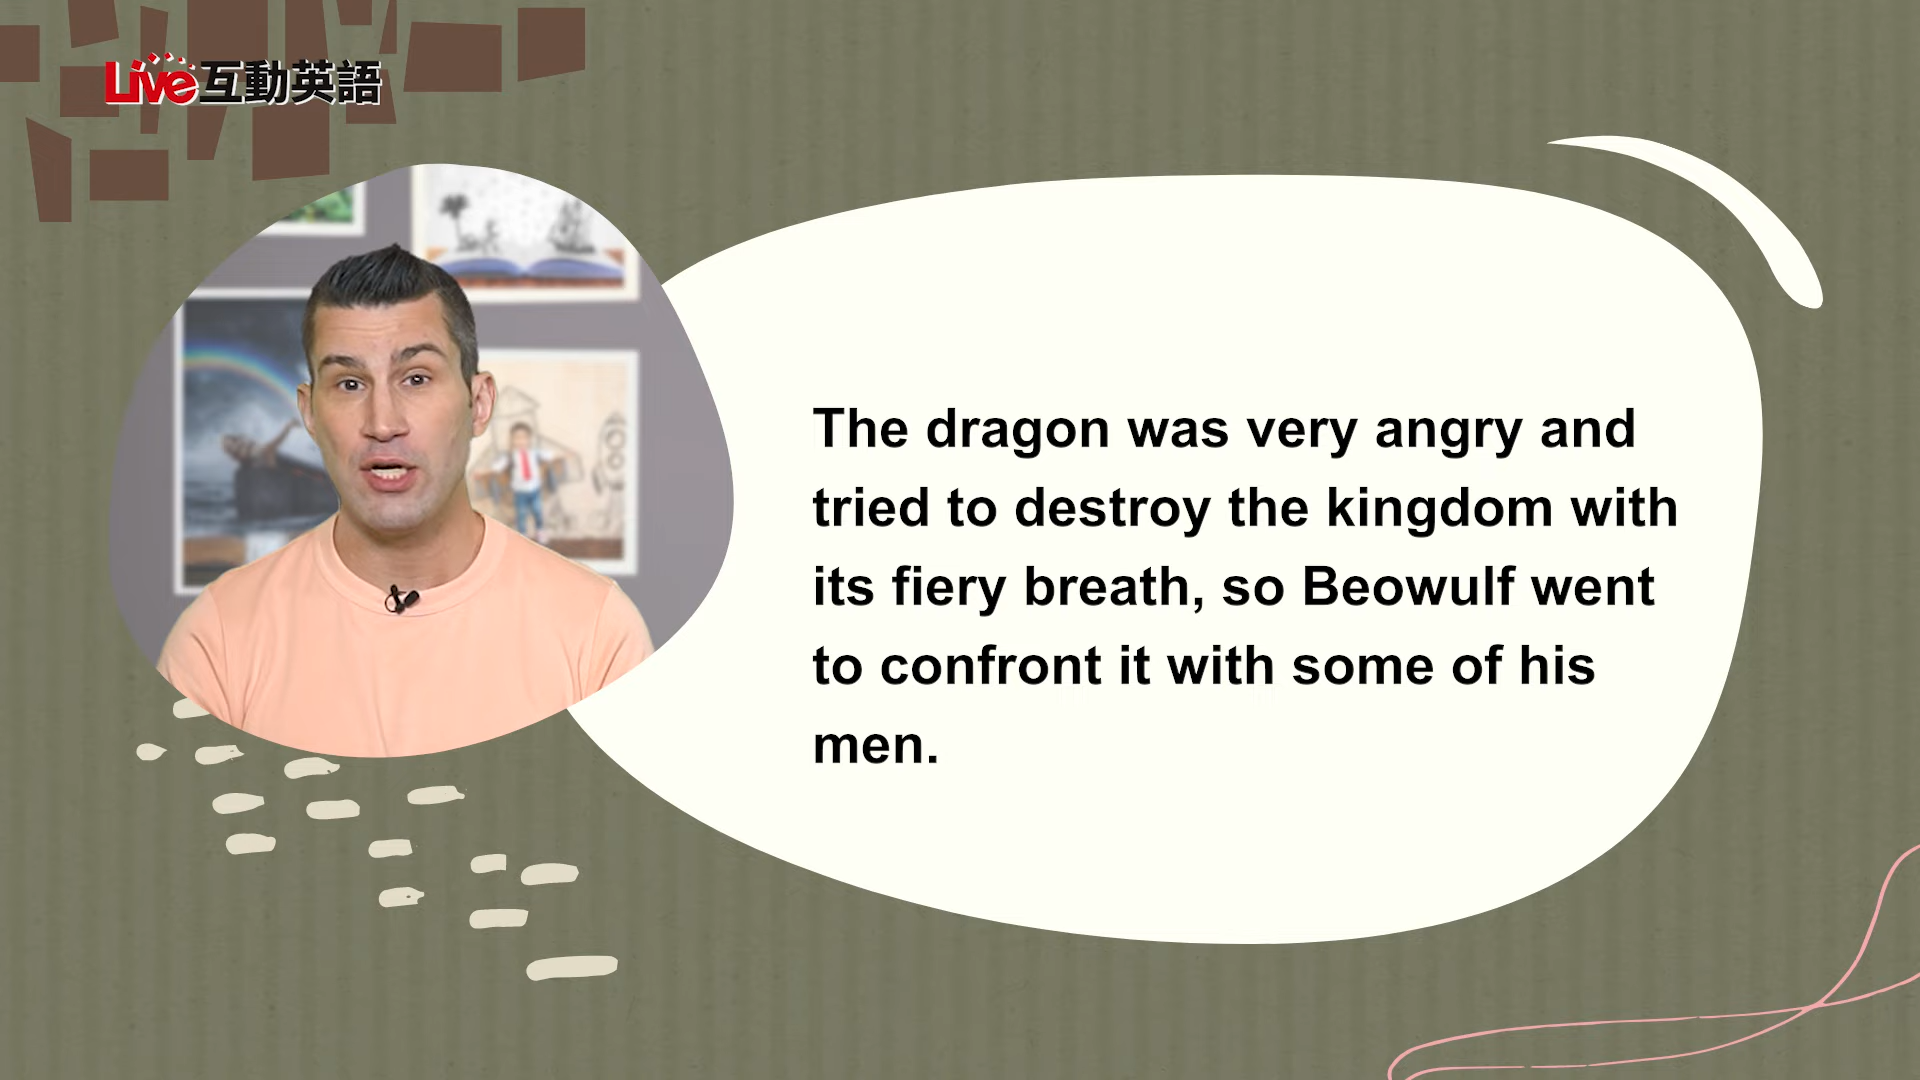 Live互動英語
The dragon was very angry and
tried to destroy the kingdom with
its fiery breath, so Beowulf went
to confront it with some of his
men.